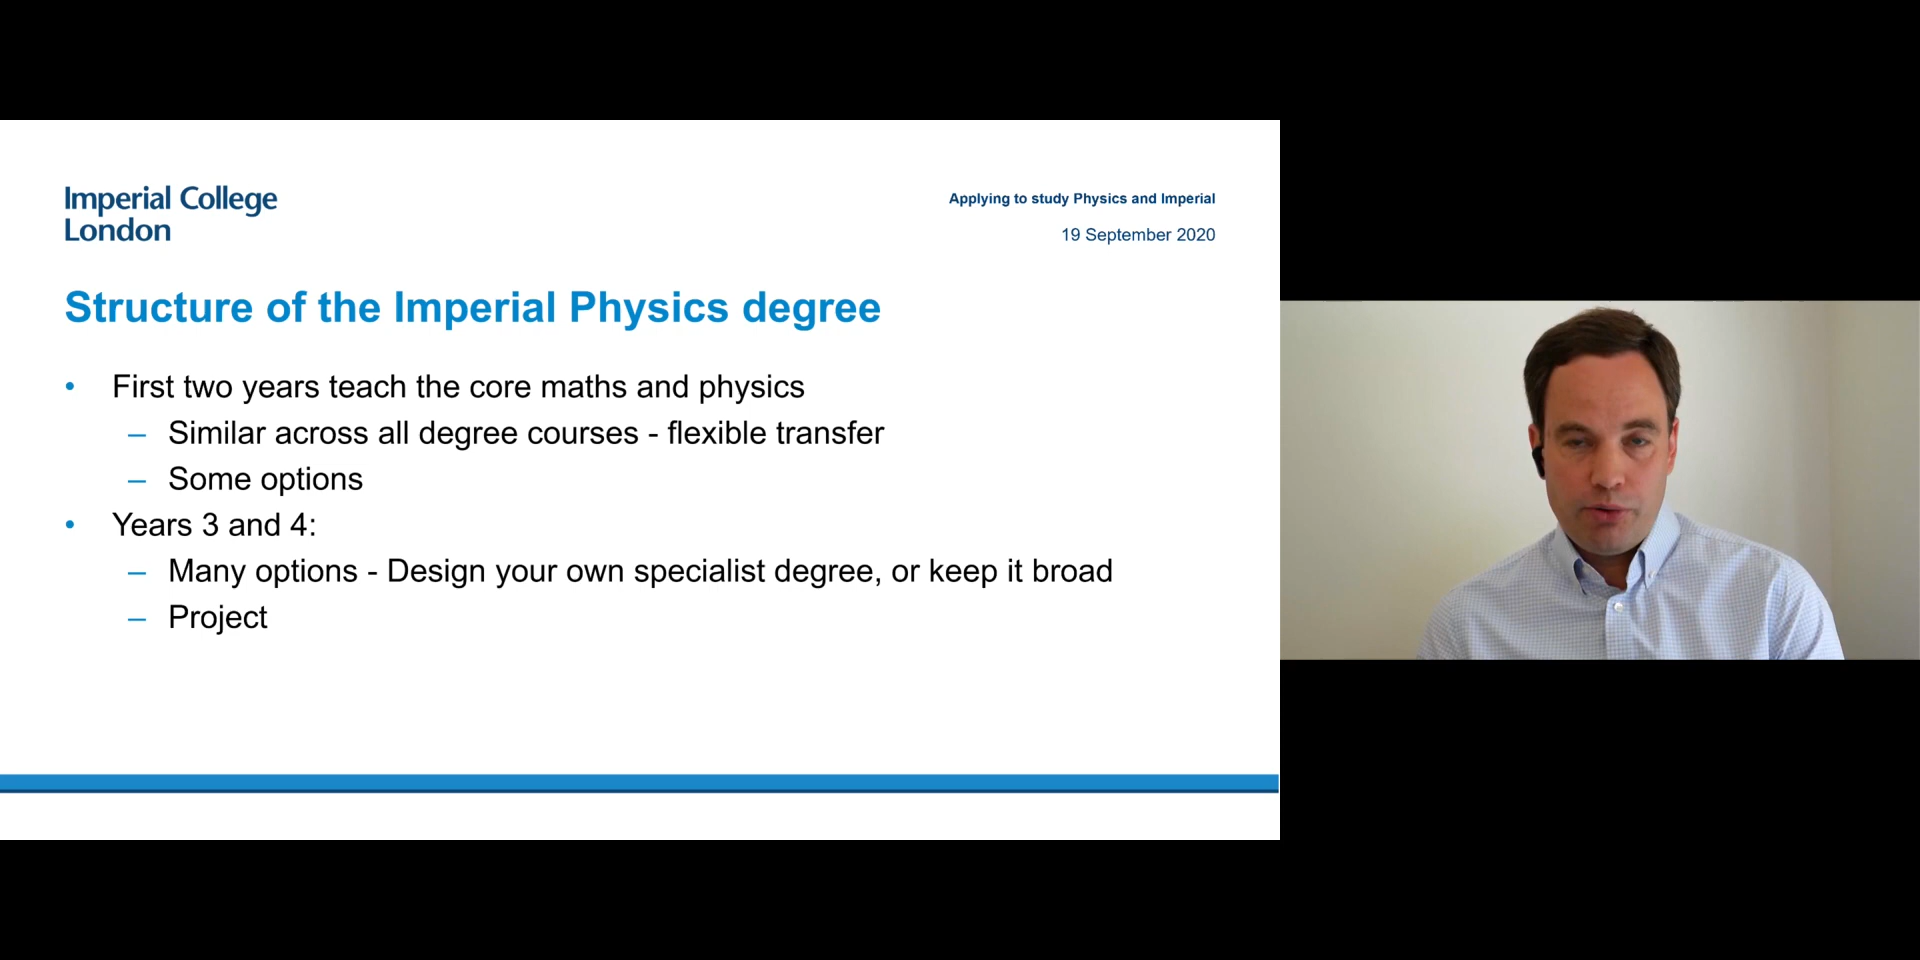 Imperial College
London
Applying to study Physics and Imperial
19 September 2020
Structure of the Imperial Physics degree
• First two years teach the core maths and physics
– Similar across all degree courses - flexible transfer
– Some options
• Years 3 and 4:
– Many options - Design your own specialist degree, or keep it broad
– Project